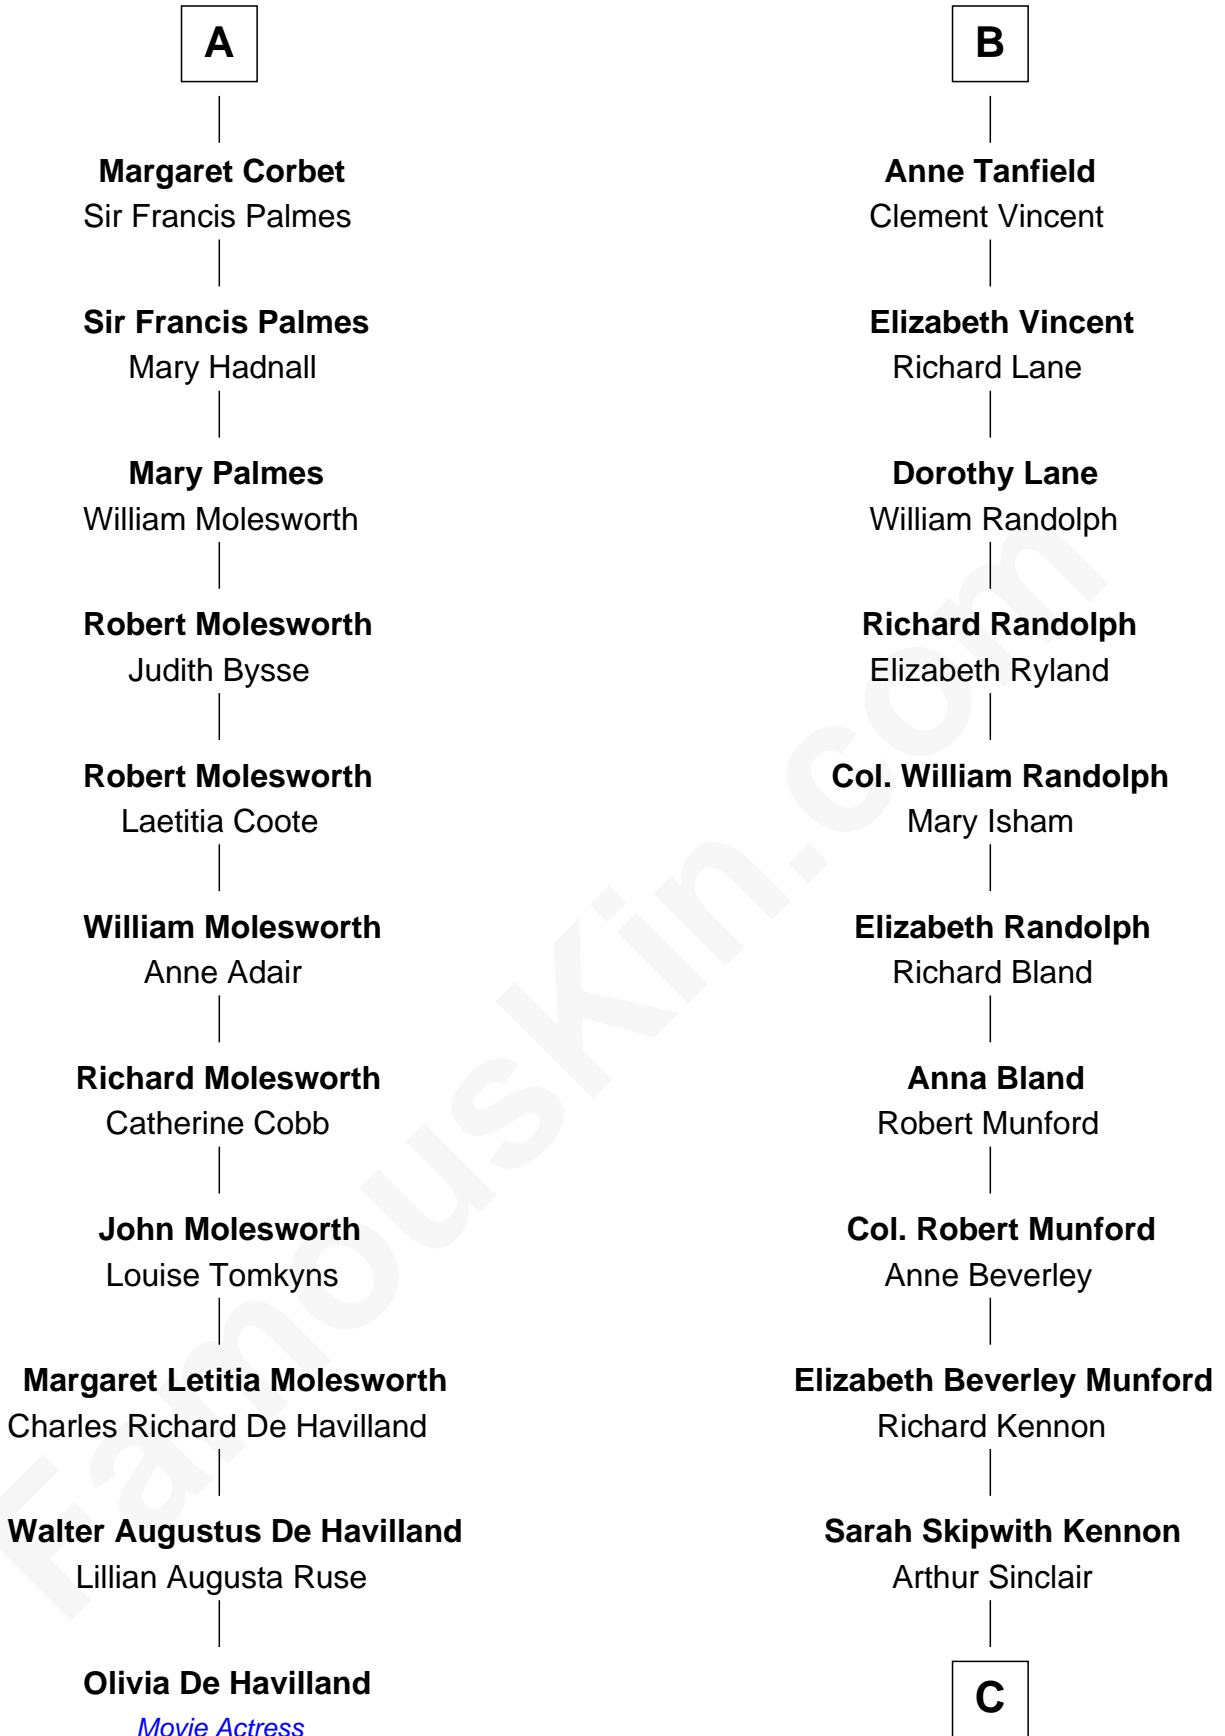 A
Margaret Corbet
Sir Francis Palmes
Sir Francis Palmes
Mary Hadnall
Mary Palmes
William Molesworth
Robert Molesworth
Judith Bysse
Robert Molesworth
Laetitia Coote
William Molesworth
Anne Adair
Richard Molesworth
Catherine Cobb
John Molesworth
Louise Tomkyns
Margaret Letitia Molesworth
Charles Richard De Havilland
Walter Augustus De Havilland
Lillian Augusta Ruse
Olivia De Havilland
Movie Actress
B
Anne Tanfield
Clement Vincent
Elizabeth Vincent
Richard Lane
Dorothy Lane
William Randolph
Richard Randolph
Elizabeth Ryland
Col. William Randolph
Mary Isham
Elizabeth Randolph
Richard Bland
Anna Bland
Robert Munford
Col. Robert Munford
Anne Beverley
Elizabeth Beverley Munford
Richard Kennon
Sarah Skipwith Kennon
Arthur Sinclair
C
FamousKin.com